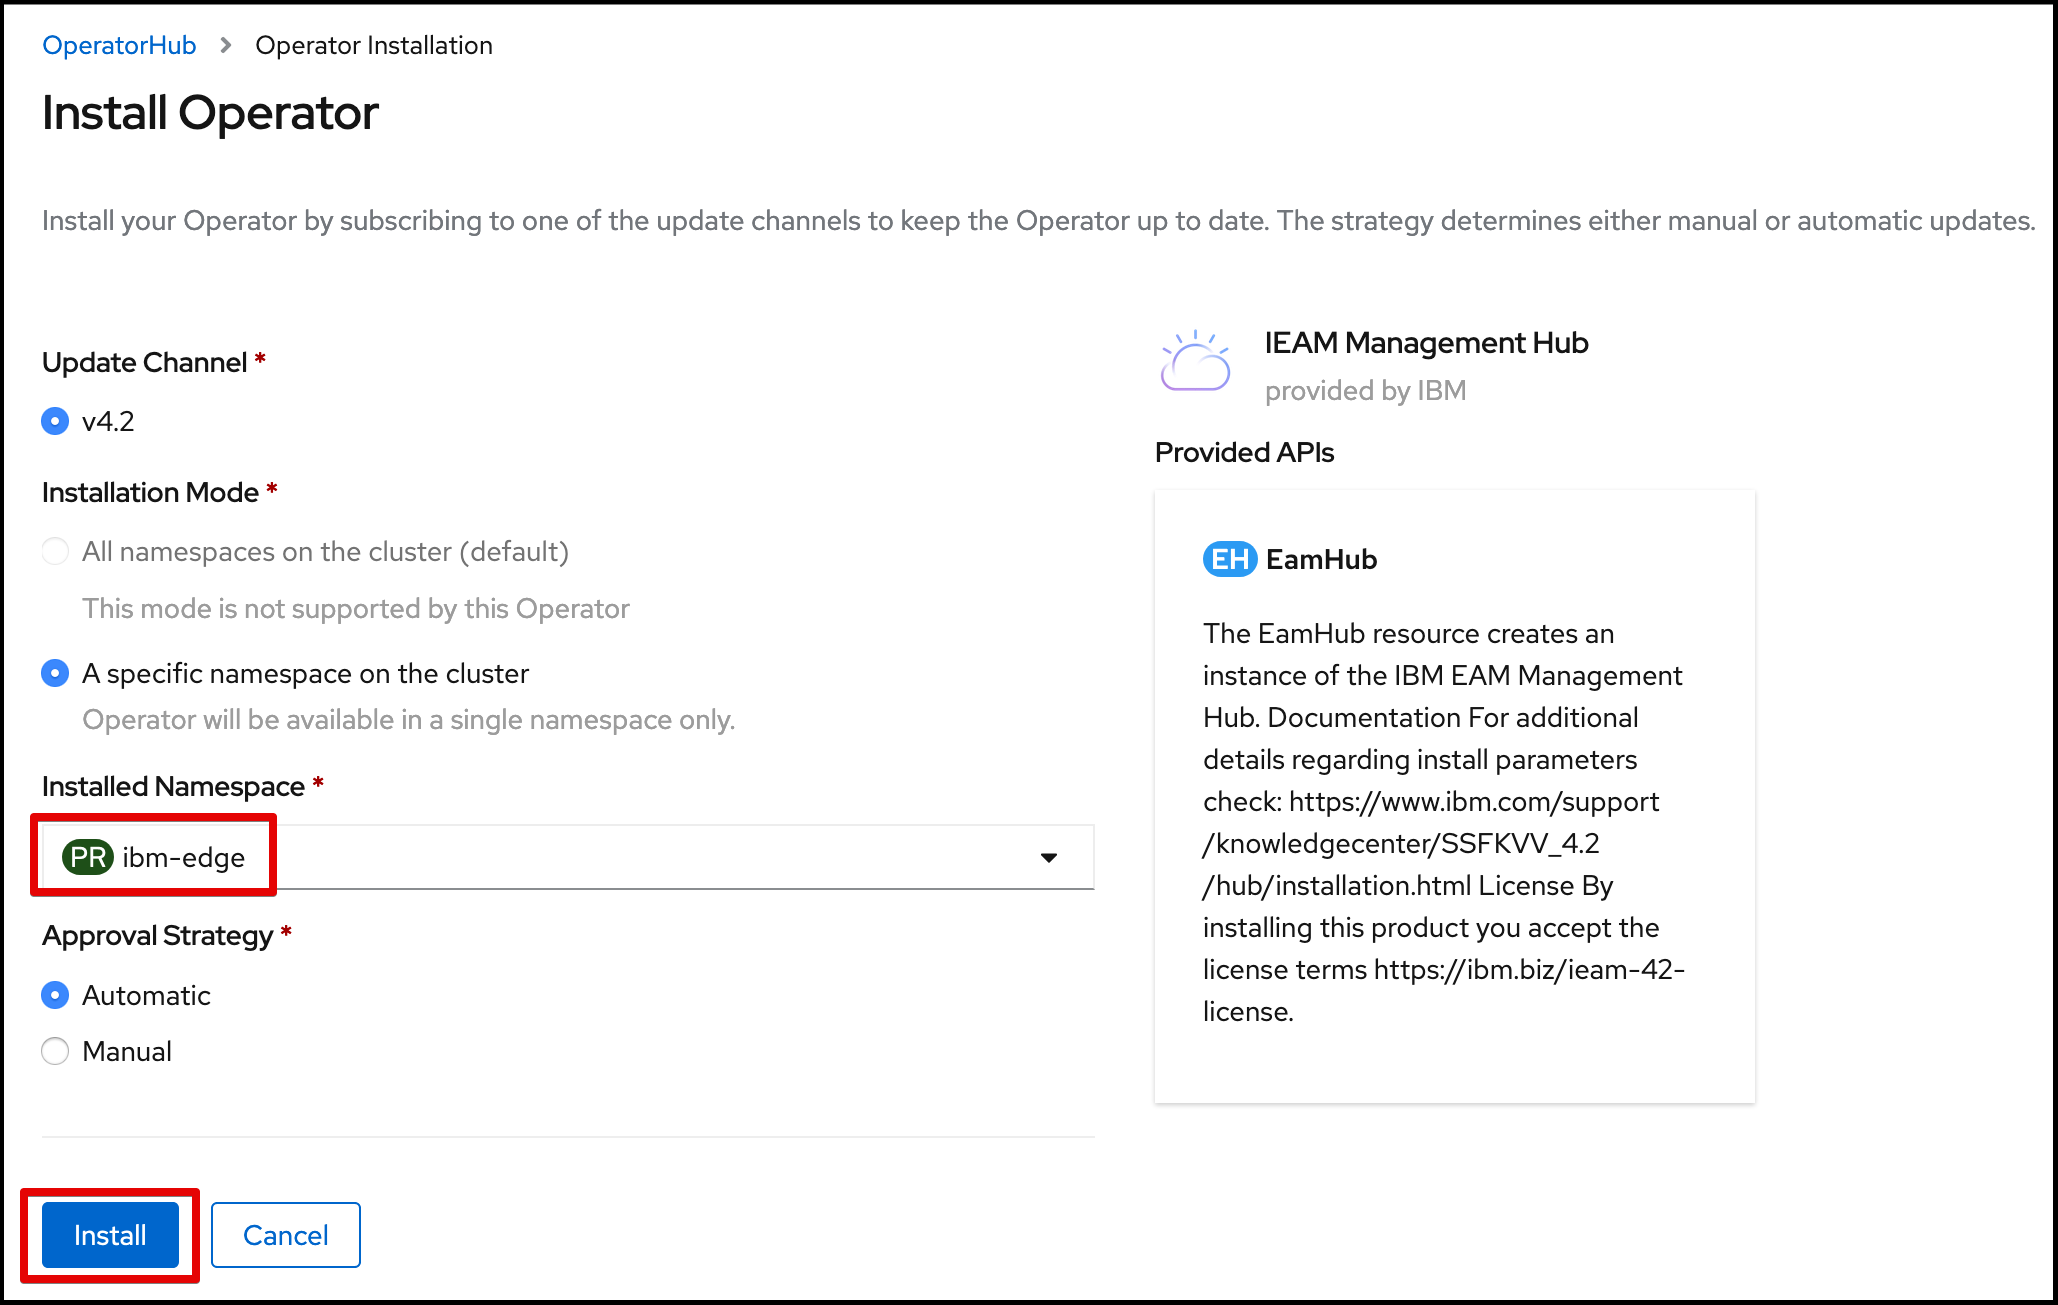 OperatorHub > Operator Installation
Install Operator
Install your Operator by subscribing to one of the update channels to keep the Operator up to date. The strategy determines either manual or automatic updates.
Update Channel *
v4.2
Installation Mode *
All namespaces on the cluster (default)
This mode is not supported by this Operator
A specific namespace on the cluster
Operator will be available in a single namespace only.
Installed Namespace *
PR ibm-edge
Approval Strategy *
Automatic
Manual
Install Cancel
IEAM Management Hub
provided by IBM
Provided APIs
EH EamHub
The EamHub resource creates an
instance of the IBM EAM Management
Hub. Documentation For additional
details regarding install parameters
check: https://www.ibm.com/support
/knowledgecenter/SSFKVV_4.2
/hub/installation.html License By
installing this product you accept the
license terms https://ibm.biz/ieam-42-
license.